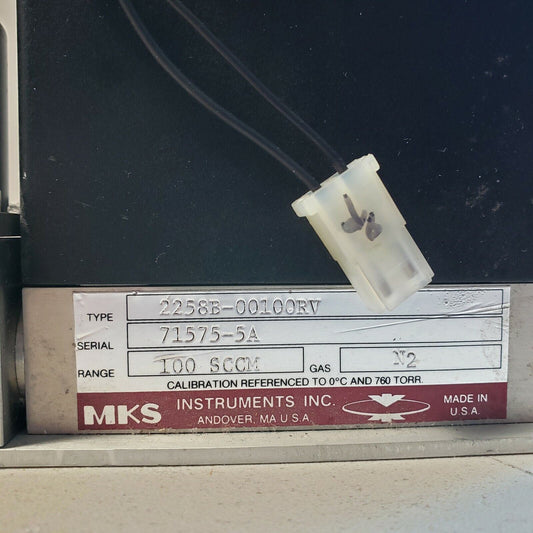 TYPE 2258B-00100RV
SERIAL 71575-5A
RANGE 100 SCCM GAS N2
CALIBRATION REFERENCED TO 0°C AND 760 TORR.
MKS INSTRUMENTS INC. MADE IN
ANDOVER, MA U.S.A. U.S.A.